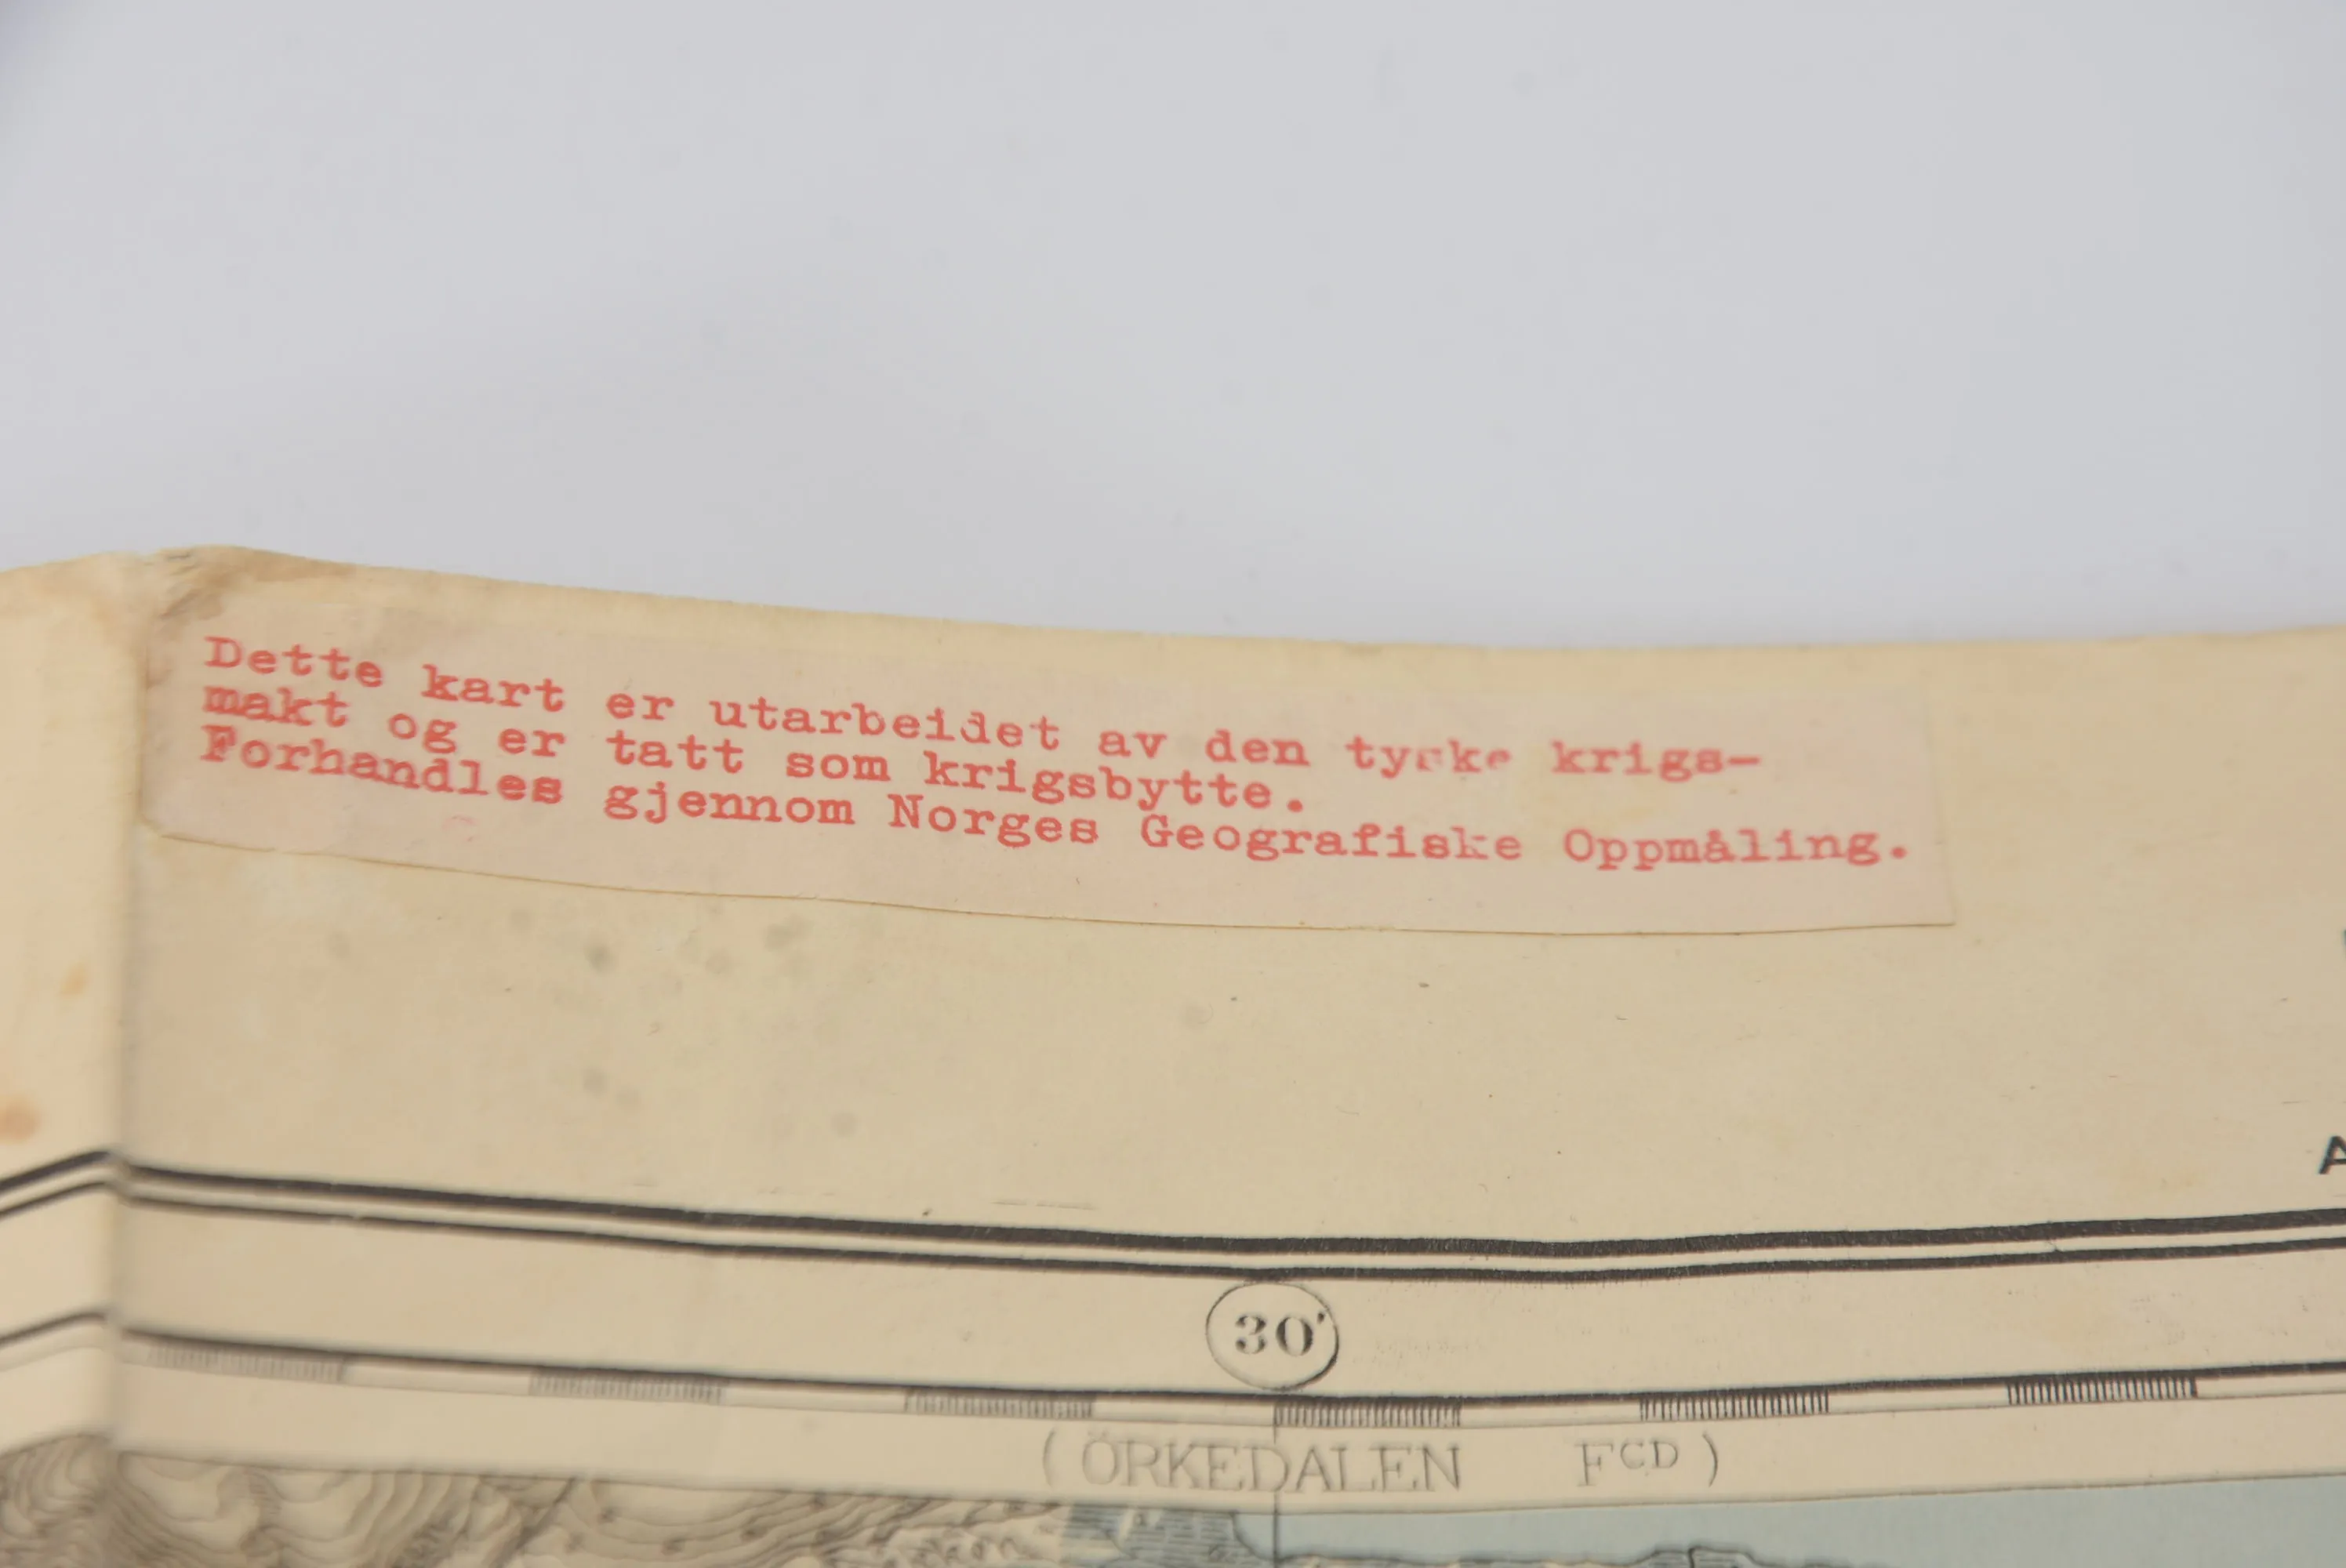 Dette kart er utarbeidet av den tyske krigs-
makt og er tatt som krigsbytte.
Forhandles gjennom Norges Geografiske Oppmåling.
30'
(ÖRKEDALEN FCD)